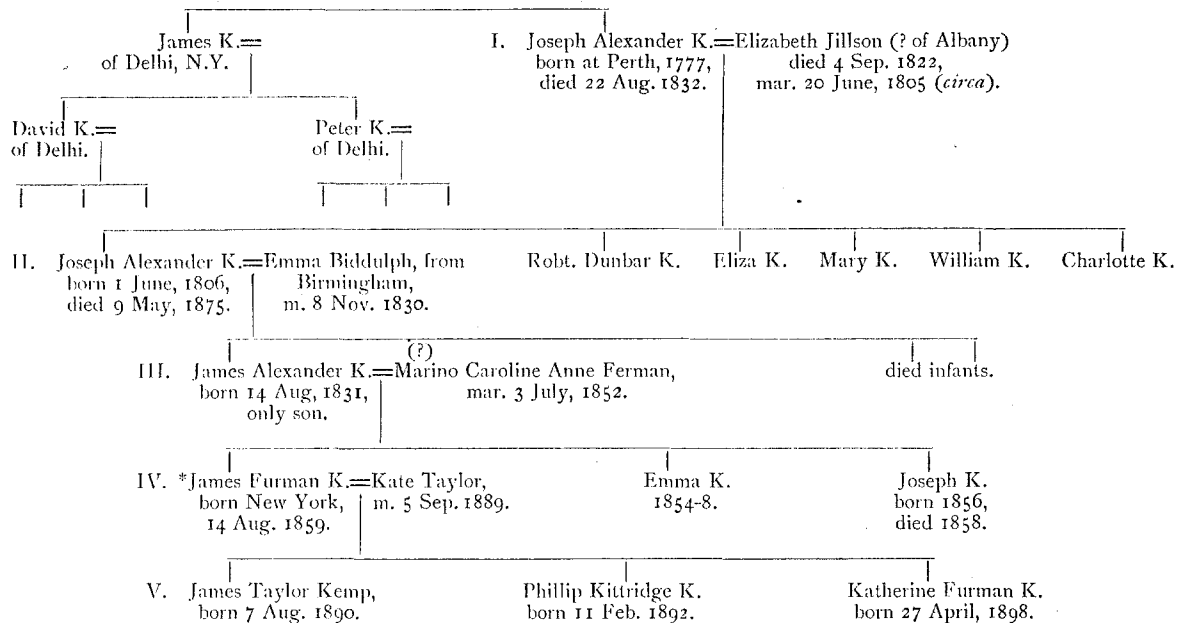 James K.=
of Delhi, N.Y.
I. Joseph Alexander K.=Elizabeth Jillson (? of Albany)
born at Perth, 1777, died 4 Sep. 1822,
died 22 Aug. 1832. mar. 20 June, 1805 (circa).
David K.= Peter K.=
of Delhi. of Delhi.
II. Joseph Alexander K.=Emma Biddulph, from Robt. Dunbar K. Eliza K. Mary K. William K. Charlotte K.
born 1 June, 1806, Birmingham,
died 9 May, 1875. m. 8 Nov. 1830.
(?)
III. James Alexander K.=Marino Caroline Anne Ferman, died infants.
born 14 Aug, 1831, mar. 3 July, 1852.
only son.
IV. *James Furman K.=Kate Taylor, Emma K. Joseph K.
born New York, m. 5 Sep. 1889. 1854-8. born 1856,
14 Aug. 1859. died 1858.
V. James Taylor Kemp, Phillip Kittridge K. Katherine Furman K.
born 7 Aug. 1890. born 11 Feb. 1892. born 27 April, 1898.